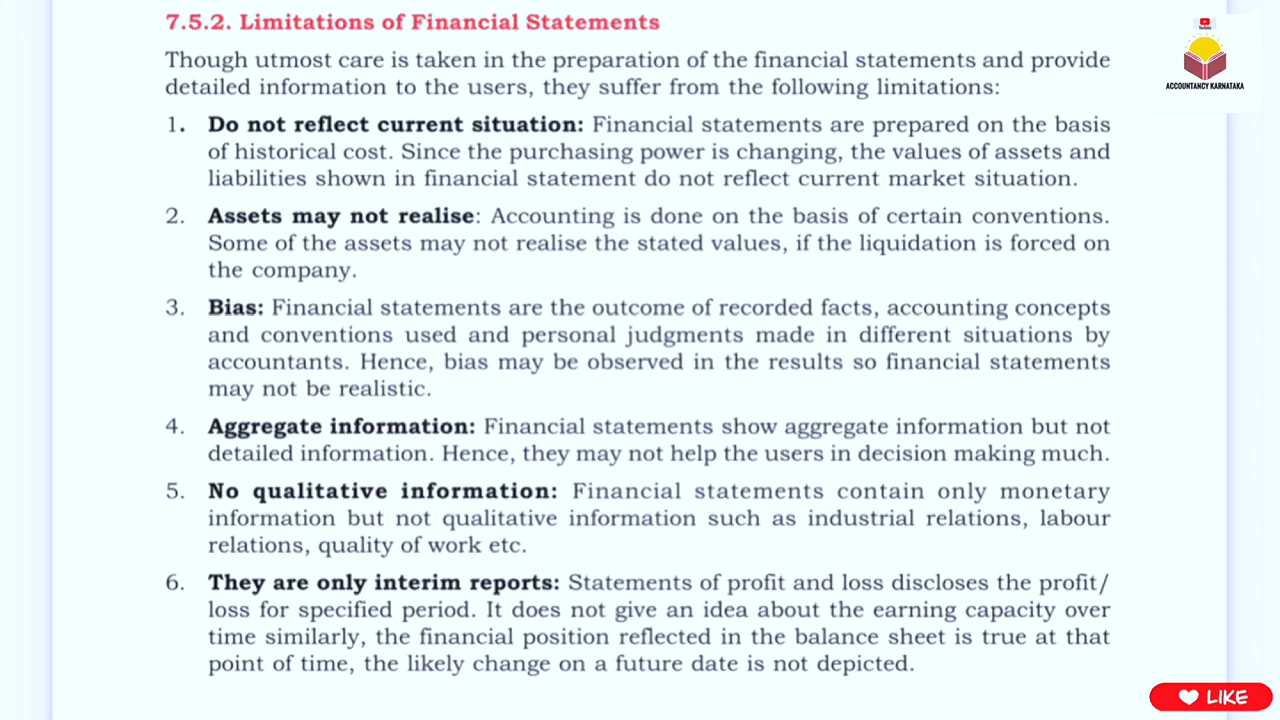 7.5.2. Limitations of Financial Statements
Though utmost care is taken in the preparation of the financial statements and provide
detailed information to the users, they suffer from the following limitations:
1. Do not reflect current situation: Financial statements are prepared on the basis
of historical cost. Since the purchasing power is changing, the values of assets and
liabilities shown in financial statement do not reflect current market situation.
2. Assets may not realise: Accounting is done on the basis of certain conventions.
Some of the assets may not realise the stated values, if the liquidation is forced on
the company.
3. Bias: Financial statements are the outcome of recorded facts, accounting concepts
and conventions used and personal judgments made in different situations by
accountants. Hence, bias may be observed in the results so financial statements
may not be realistic.
4. Aggregate information: Financial statements show aggregate information but not
detailed information. Hence, they may not help the users in decision making much.
5. No qualitative information: Financial statements contain only monetary
information but not qualitative information such as industrial relations, labour
relations, quality of work etc.
6. They are only interim reports: Statements of profit and loss discloses the profit/
loss for specified period. It does not give an idea about the earning capacity over
time similarly, the financial position reflected in the balance sheet is true at that
point of time, the likely change on a future date is not depicted.
YouTube
ACCOUNTANCY KARNATAKA
LIKE